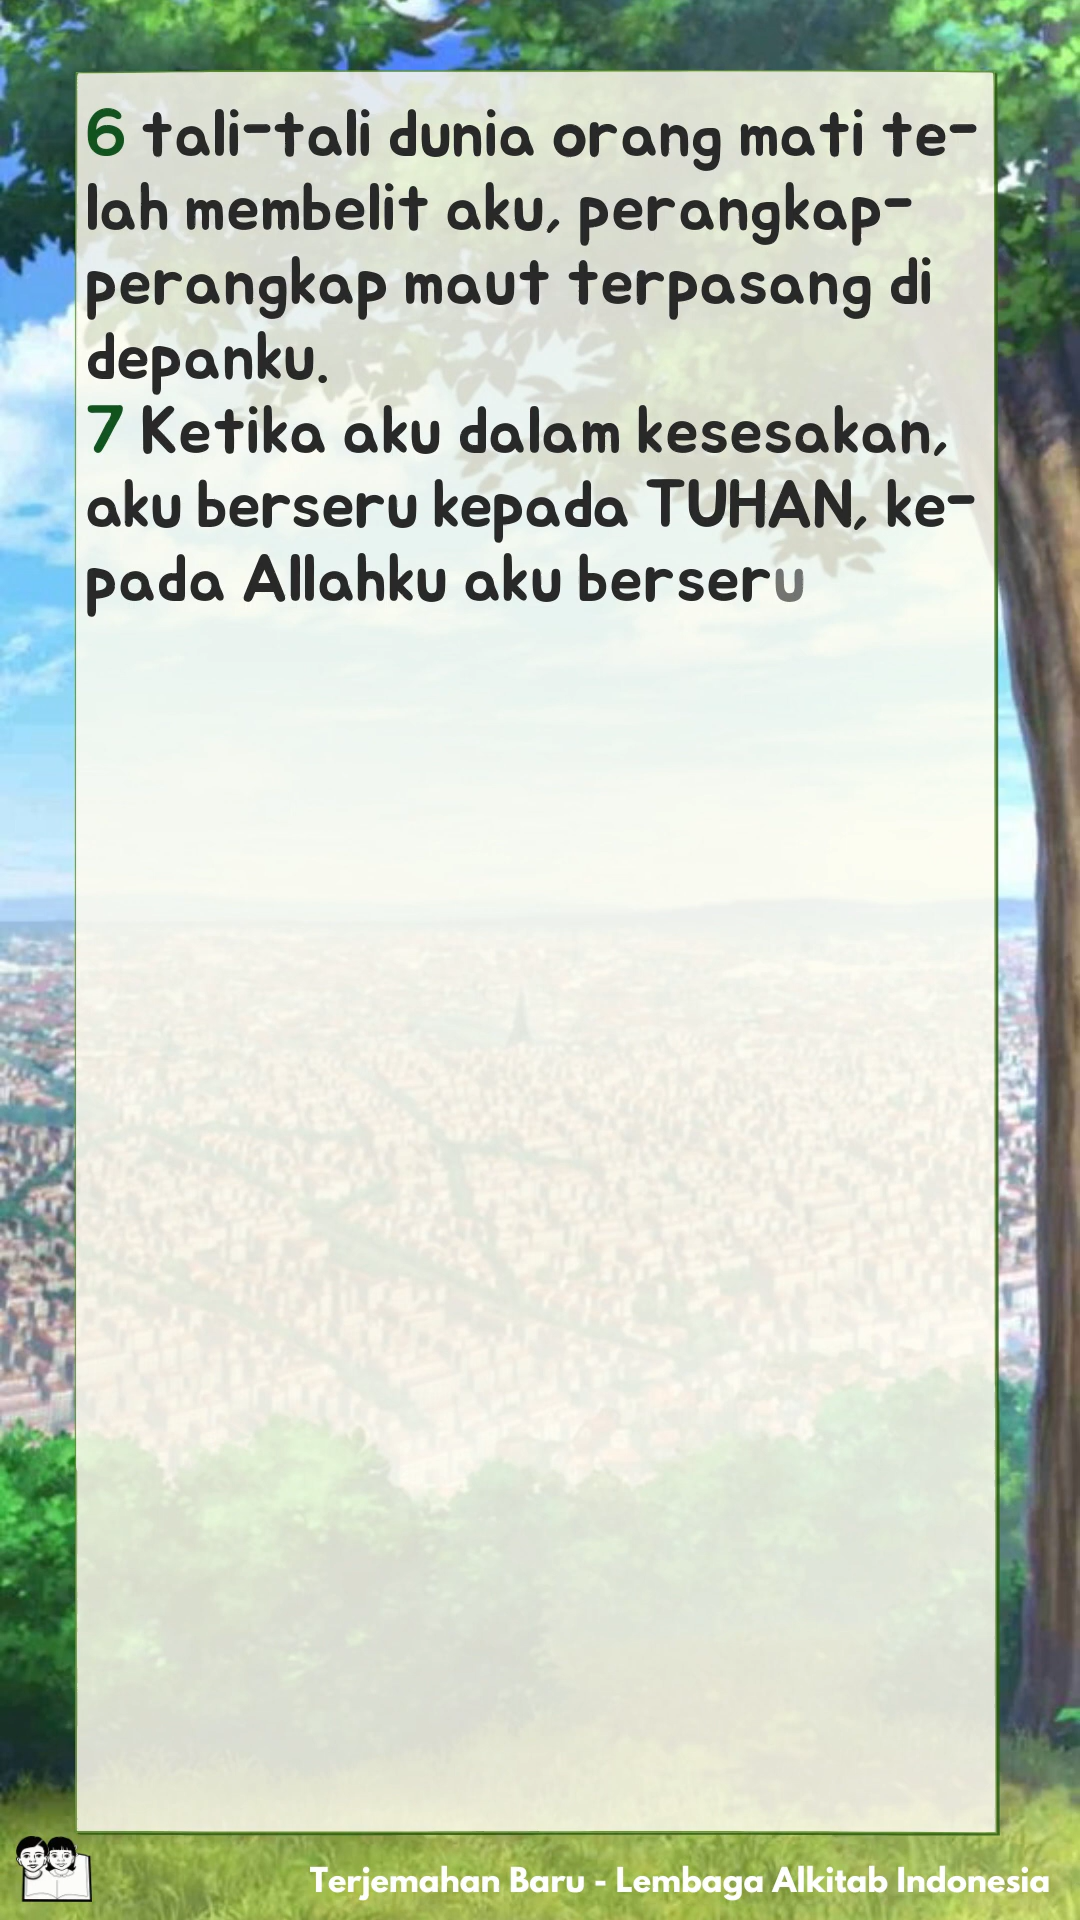 6 tali-tali dunia orang mati te-
lah membelit aku, perangkap-
perangkap maut terpasang di
depanku.
7 Ketika aku dalam kesesakan,
aku berseru kepada TUHAN, ke-
pada Allahku aku berseru
Terjemahan Baru - Lembaga Alkitab Indonesia